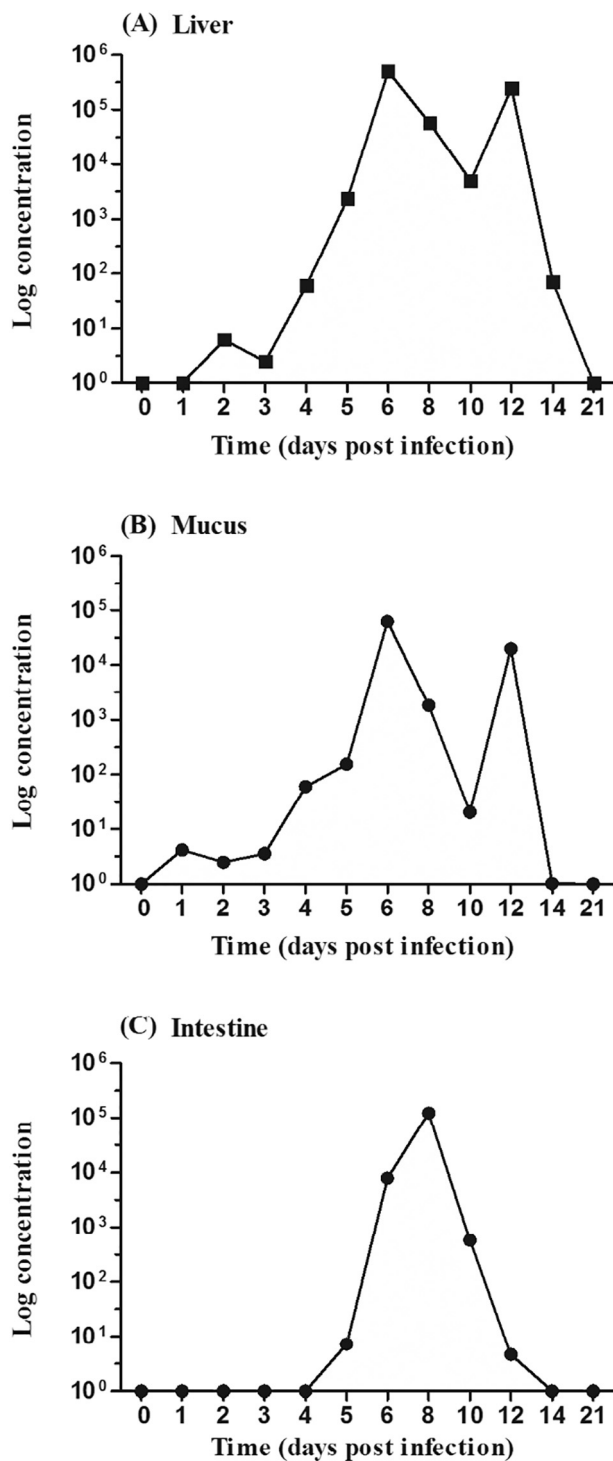 (A) Liver
Log concentration
10⁶
10⁵
10⁴
10³
10²
10¹
10⁰
0 1 2 3 4 5 6 8 10 12 14 21
Time (days post infection)
(B) Mucus
Log concentration
10⁶
10⁵
10⁴
10³
10²
10¹
10⁰
0 1 2 3 4 5 6 8 10 12 14 21
Time (days post infection)
(C) Intestine
Log concentration
10⁶
10⁵
10⁴
10³
10²
10¹
10⁰
0 1 2 3 4 5 6 8 10 12 14 21
Time (days post infection)